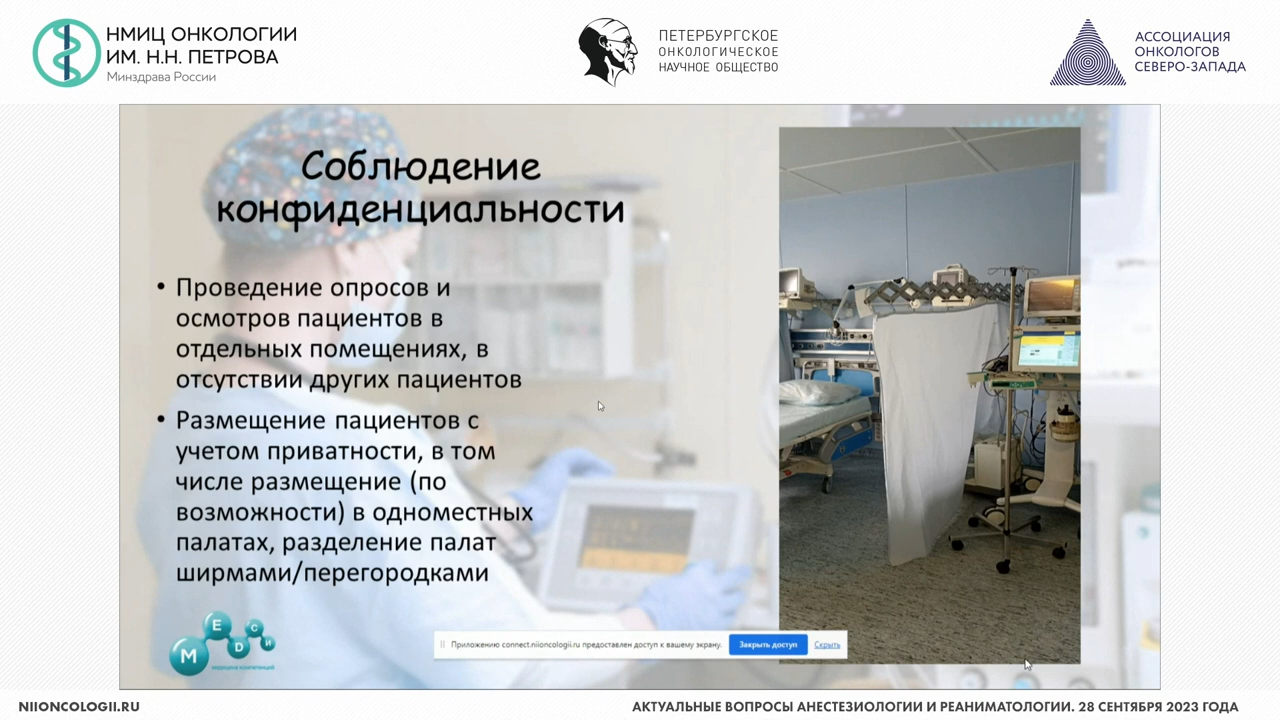 НМИЦ ОНКОЛОГИИ
ИМ. Н.Н. ПЕТРОВА
Минздрава России
ПЕТЕРБУРГСКОЕ
ОНКОЛОГИЧЕСКОЕ
НАУЧНОЕ ОБЩЕСТВО
АССОЦИАЦИЯ
ОНКОЛОГОВ
СЕВЕРО-ЗАПАДА
Соблюдение
конфиденциальности
• Проведение опросов и
осмотров пациентов в
отдельных помещениях, в
отсутствии других пациентов
• Размещение пациентов с
учетом приватности, в том
числе размещение (по
возможности) в одноместных
палатах, разделение палат
ширмами/перегородками
МЕДСИ
медицина компетенций
Приложению connect.niioncologii.ru предоставлен доступ к вашему экрану.
Закрыть доступ
Скрыть
NIIONCOLOGII.RU
АКТУАЛЬНЫЕ ВОПРОСЫ АНЕСТЕЗИОЛОГИИ И РЕАНИМАТОЛОГИИ. 28 СЕНТЯБРЯ 2023 ГОДА